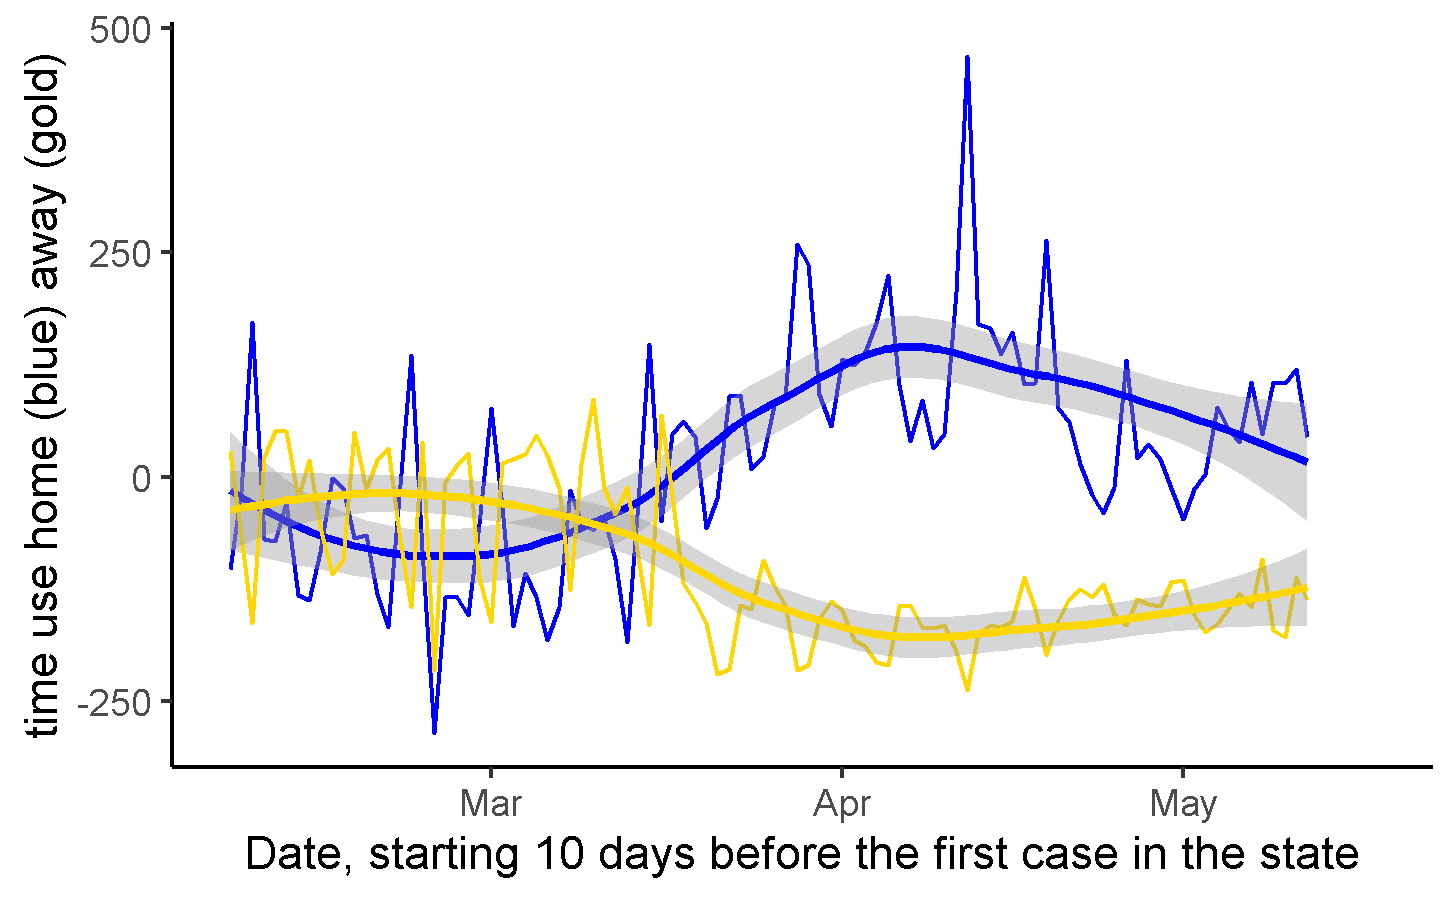 time use home (blue) away (gold)
500
250
0
-250
Mar Apr May
Date, starting 10 days before the first case in the state